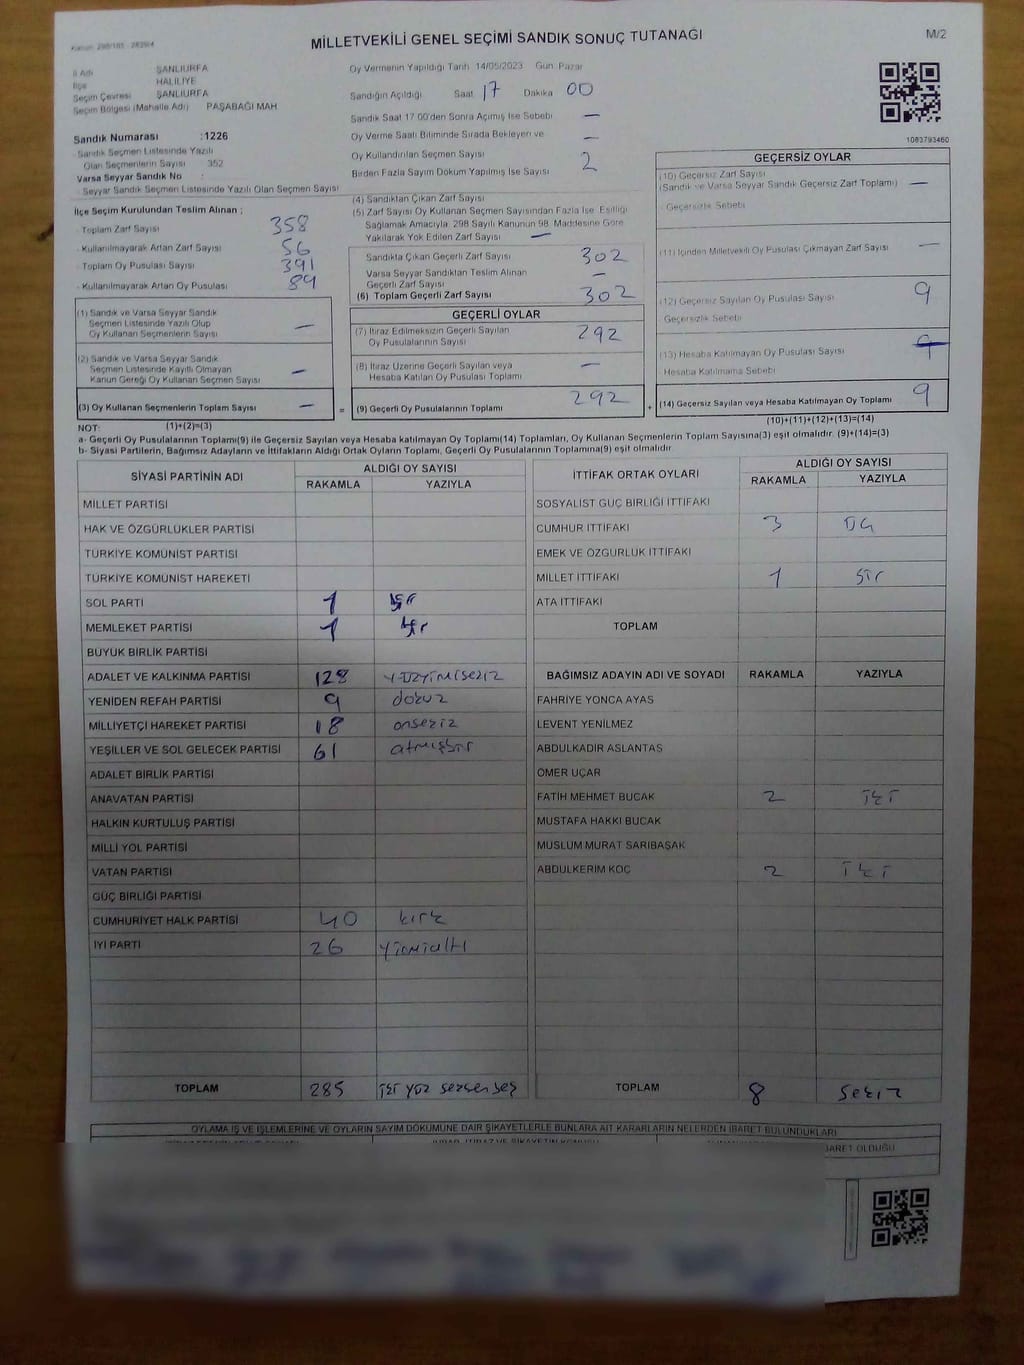 Kanun: 298/105 - 2839/4
MİLLETVEKİLİ GENEL SEÇİMİ SANDIK SONUÇ TUTANAĞI
M/2
İl Adı ŞANLIURFA
İlçe HALİLİYE
Seçim Çevresi ŞANLIURFA
Seçim Bölgesi (Mahalle Adı) PAŞABAĞI MAH
Sandık Numarası :1226
Sandık Seçmen Listesinde Yazılı
Olan Seçmenlerin Sayısı 352
Varsa Seyyar Sandık No :
Seyyar Sandık Seçmen Listesinde Yazılı Olan Seçmen Sayısı
Oy Vermenin Yapıldığı Tarih 14/05/2023 Gün Pazar
Sandığın Açıldığı Saat 17 Dakika 00
Sandık Saat 17 00'den Sonra Açılmış İse Sebebi —
Oy Verme Saati Bitiminde Sırada Bekleyen ve —
Oy Kullandırılan Seçmen Sayısı
Birden Fazla Sayım Döküm Yapılmış İse Sayısı 2
1083793460
İlçe Seçim Kurulundan Teslim Alınan ;
- Toplam Zarf Sayısı 358
- Kullanılmayarak Artan Zarf Sayısı 56
- Toplam Oy Pusulası Sayısı 391
- Kullanılmayarak Artan Oy Pusulası 89
(1) Sandık ve Varsa Seyyar Sandık
Seçmen Listesinde Yazılı Olup
Oy Kullanan Seçmenlerin Sayısı —
(2) Sandık ve Varsa Seyyar Sandık
Seçmen Listesinde Kayıtlı Olmayan
Kanun Gereği Oy Kullanan Seçmen Sayısı —
(3) Oy Kullanan Seçmenlerin Toplam Sayısı — =
(4) Sandıktan Çıkan Zarf Sayısı
(5) Zarf Sayısı Oy Kullanan Seçmen Sayısından Fazla İse, Eşitliği
Sağlamak Amacıyla, 298 Sayılı Kanunun 98. Maddesine Göre
Yakılarak Yok Edilen Zarf Sayısı —
Sandıkta Çıkan Geçerli Zarf Sayısı 302
Varsa Seyyar Sandıktan Teslim Alınan
Geçerli Zarf Sayısı —
(6) Toplam Geçerli Zarf Sayısı 302
GEÇERLİ OYLAR
(7) İtiraz Edilmeksizin Geçerli Sayılan
Oy Pusulalarının Sayısı 292
(8) İtiraz Üzerine Geçerli Sayılan veya
Hesaba Katılan Oy Pusulası Toplamı —
(9) Geçerli Oy Pusulalarının Toplamı 292 +
GEÇERSİZ OYLAR
(10) Geçersiz Zarf Sayısı
(Sandık ve Varsa Seyyar Sandık Geçersiz Zarf Toplamı) —
- Geçersizlik Sebebi
(11) İçinden Milletvekili Oy Pusulası Çıkmayan Zarf Sayısı —
(12) Geçersiz Sayılan Oy Pusulası Sayısı 9
Geçersizlik Sebebi
(13) Hesaba Katılmayan Oy Pusulası Sayısı
- Hesaba Katılmama Sebebi
(14) Geçersiz Sayılan veya Hesaba Katılmayan Oy Toplamı 9
NOT: (1)+(2)=(3) (10)+(11)+(12)+(13)=(14)
a- Geçerli Oy Pusulalarının Toplamı(9) ile Geçersiz Sayılan veya Hesaba katılmayan Oy Toplamı(14) Toplamları, Oy Kullanan Seçmenlerin Toplam Sayısına(3) eşit olmalıdır. (9)+(14)=(3)
b- Siyasi Partilerin, Bağımsız Adayların ve İttifakların Aldığı Ortak Oyların Toplamı, Geçerli Oy Pusulalarının Toplamına(9) eşit olmalıdır
SİYASİ PARTİNİN ADI ALDIĞI OY SAYISI
RAKAMLA YAZIYLA
MİLLET PARTİSİ
HAK VE ÖZGÜRLÜKLER PARTİSİ
TÜRKİYE KOMÜNİST PARTİSİ
TÜRKİYE KOMÜNİST HAREKETİ
SOL PARTİ 1 bir
MEMLEKET PARTİSİ 1 bir
BÜYÜK BİRLİK PARTİSİ
ADALET VE KALKINMA PARTİSİ 128 yüzyirmisekiz
YENİDEN REFAH PARTİSİ 9 dokuz
MİLLİYETÇİ HAREKET PARTİSİ 18 onsekiz
YEŞİLLER VE SOL GELECEK PARTİSİ 61 atmışbir
ADALET BİRLİK PARTİSİ
ANAVATAN PARTİSİ
HALKIN KURTULUŞ PARTİSİ
MİLLİ YOL PARTİSİ
VATAN PARTİSİ
GÜÇ BİRLİĞİ PARTİSİ
CUMHURİYET HALK PARTİSİ 40 kırk
İYİ PARTİ 26 yirmialtı
TOPLAM 285 iki yüz seksen beş
İTTİFAK ORTAK OYLARI ALDIĞI OY SAYISI
RAKAMLA YAZIYLA
SOSYALİST GÜÇ BİRLİĞİ İTTİFAKI
CUMHUR İTTİFAKI 3 üç
EMEK VE ÖZGÜRLÜK İTTİFAKI
MİLLET İTTİFAKI 1 bir
ATA İTTİFAKI
TOPLAM
BAĞIMSIZ ADAYIN ADI VE SOYADI RAKAMLA YAZIYLA
FAHRİYE YONCA AYAS
LEVENT YENİLMEZ
ABDULKADIR ASLANTAŞ
ÖMER UÇAR
FATİH MEHMET BUCAK 2 iki
MUSTAFA HAKKI BUCAK
MÜSLÜM MURAT SARIBAŞAK
ABDULKERİM KOÇ 2 iki
TOPLAM 8 sekiz
OYLAMA İŞ VE İŞLEMLERİNE VE OYLARIN SAYIM DÖKÜMÜNE DAİR ŞİKAYETLERLE BUNLARA AİT KARARLARIN NELERDEN İBARET BULUNDUKLARI